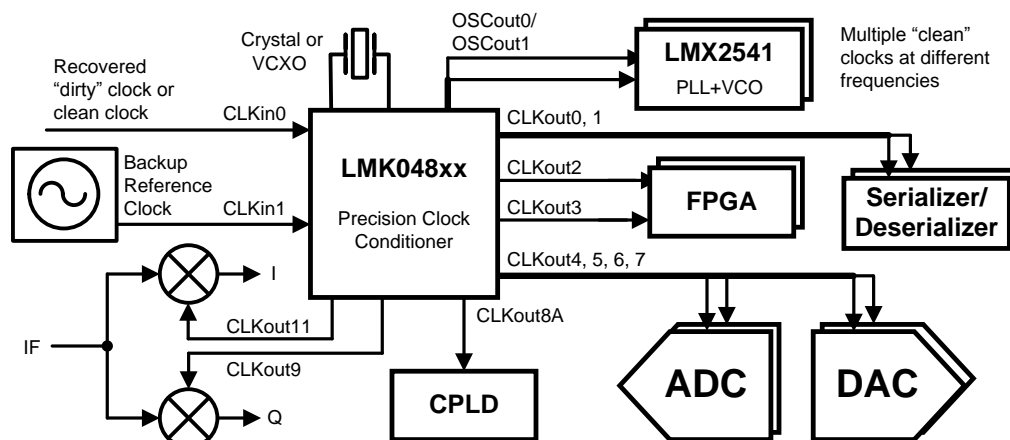 Recovered
“dirty” clock or
clean clock
CLKin0
Crystal or
VCXO
OSCout0/
OSCout1
LMX2541
PLL+VCO
Multiple “clean”
clocks at different
frequencies
Backup
Reference
Clock
CLKin1
LMK048xx
Precision Clock
Conditioner
CLKout0, 1
CLKout2
CLKout3
FPGA
Serializer/
Deserializer
CLKout4, 5, 6, 7
I
CLKout11
IF
CLKout9
Q
CLKout8A
CPLD
ADC
DAC